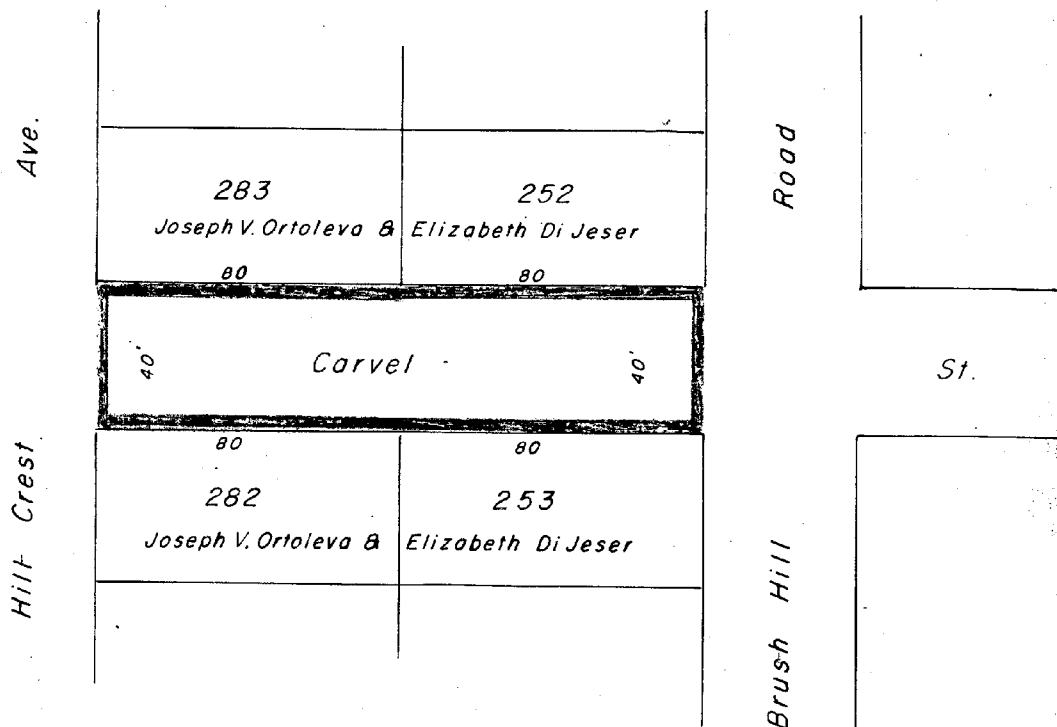 Ave.
Road
283 252
Joseph V. Ortoleva & Elizabeth Di Jeser
80 80
40' Carvel 40' St.
80 80
282 253
Joseph V. Ortoleva & Elizabeth Di Jeser
Hill Crest.
Brush Hill